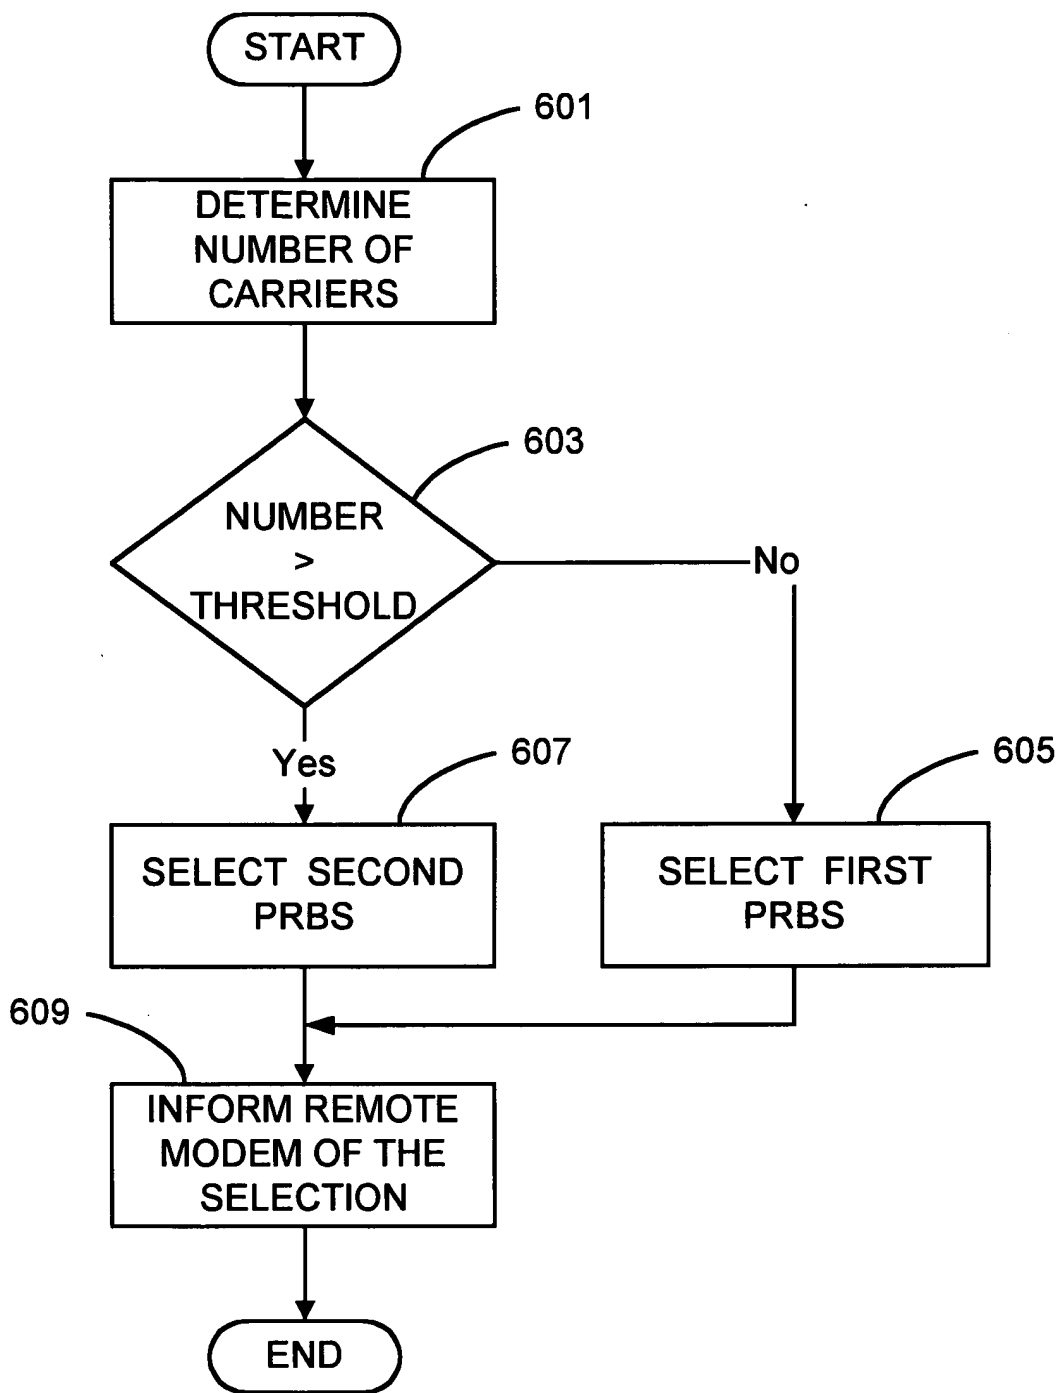 START
601
DETERMINE
NUMBER OF
CARRIERS
603
NUMBER
>
THRESHOLD
No
Yes
607
605
SELECT SECOND
PRBS
SELECT FIRST
PRBS
609
INFORM REMOTE
MODEM OF THE
SELECTION
END